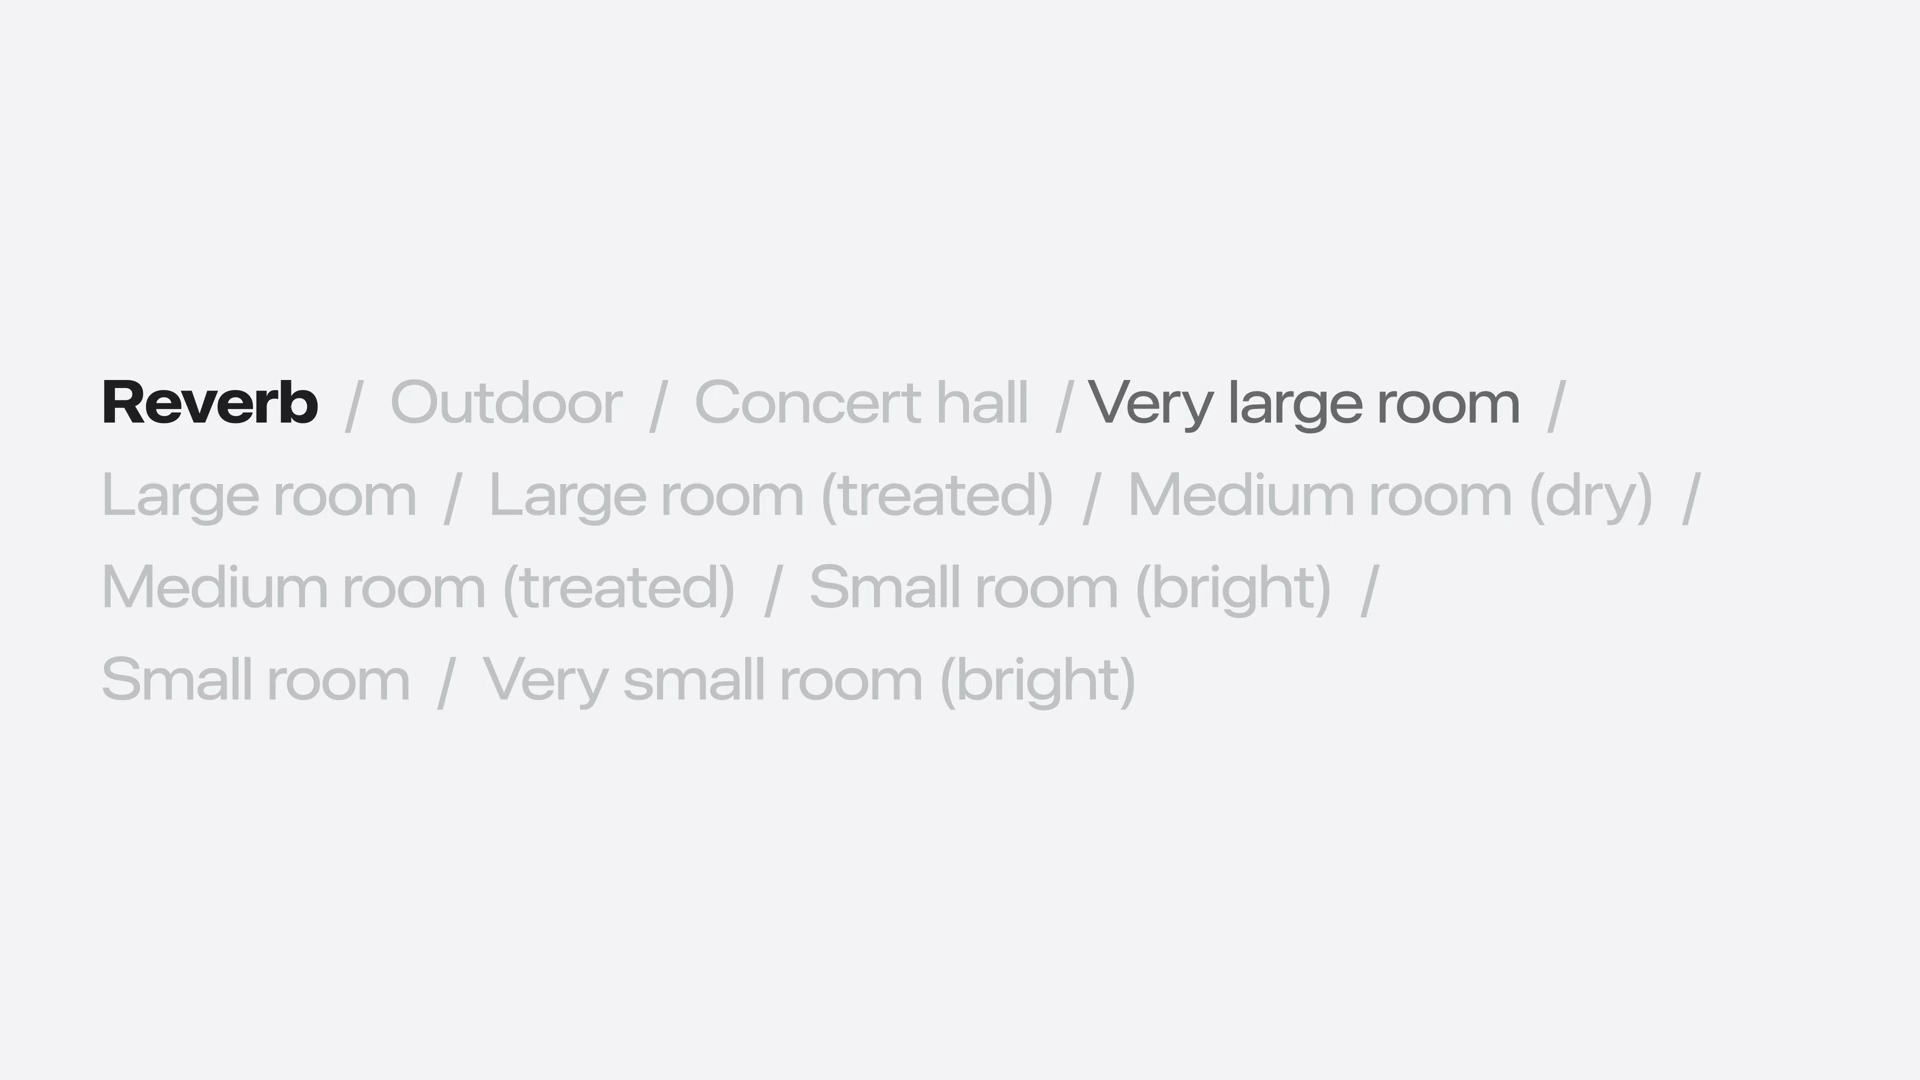 Reverb / Outdoor / Concert hall / Very large room /
Large room / Large room (treated) / Medium room (dry) /
Medium room (treated) / Small room (bright) /
Small room / Very small room (bright)